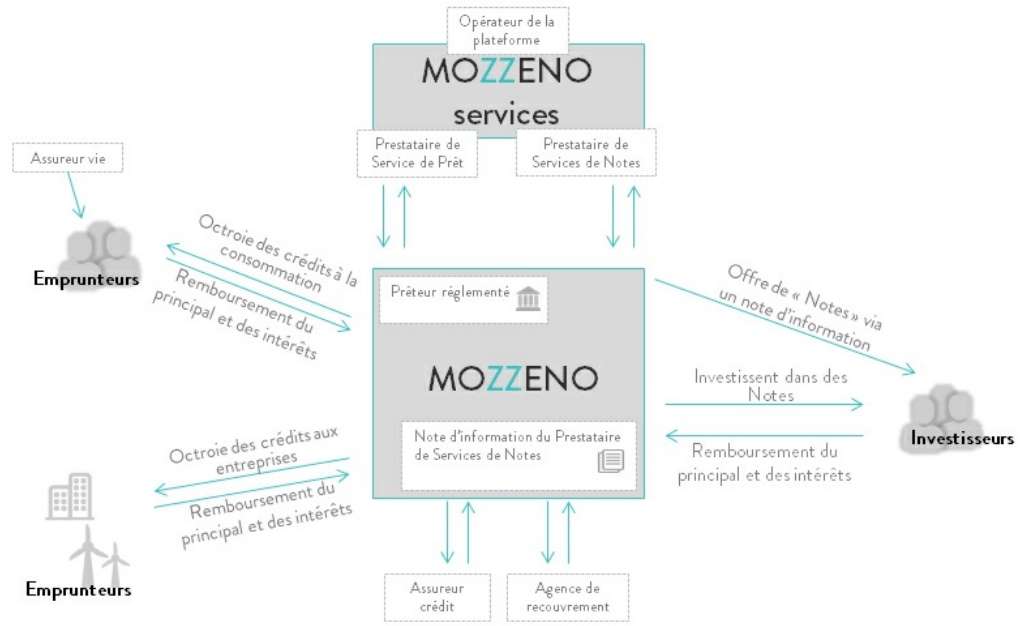 Opérateur de la
plateforme
MOZZENO
services
Prestataire de
Service de Prêt
Prestataire de
Services de Notes
Assureur vie
Emprunteurs
Octroie des crédits à la
consommation
Remboursement du
principal et des intérêts
Prêteur réglementé
MOZZENO
Note d'information du Prestataire
de Services de Notes
Offre de « Notes » via
un note d'information
Investissent dans des
Notes
Remboursement du
principal et des intérêts
Investisseurs
Octroie des crédits aux
entreprises
Remboursement du
principal et des intérêts
Emprunteurs
Assureur
crédit
Agence de
recouvrement